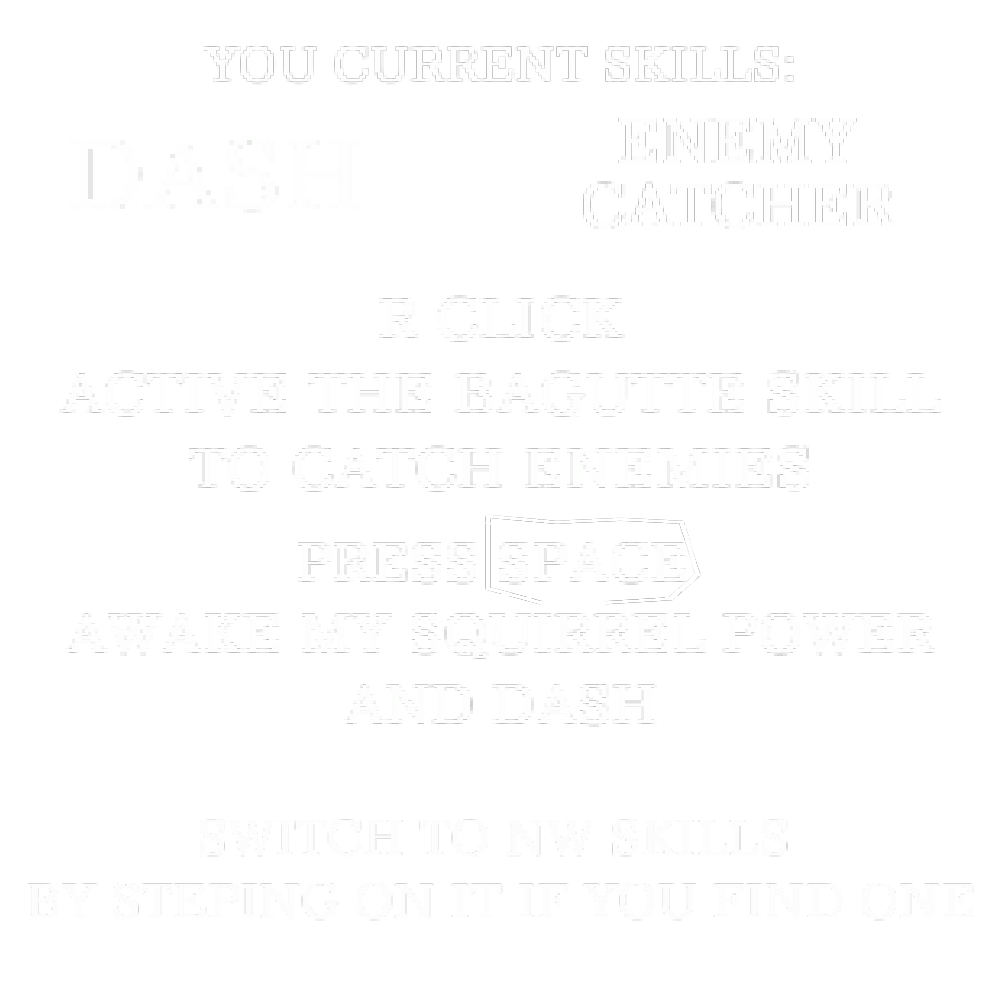 YOU CURRENT SKILLS:
DASH
ENEMY
CATCHER
R CLICK
ACTIVE THE BAGUTTE SKILL
TO CATCH ENEMIES
PRESS SPACE
AWAKE MY SQUIRREL POWER
AND DASH
SWITCH TO NW SKILLS
BY STEPING ON IT IF YOU FIND ONE